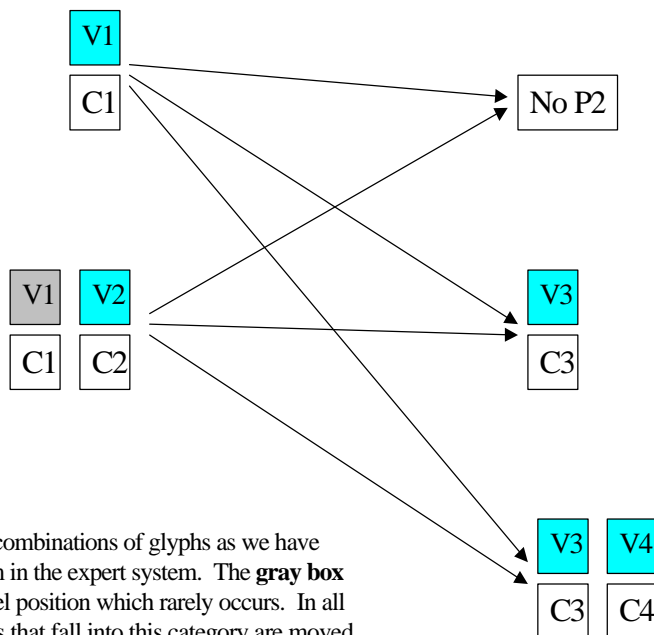 V1
C1
No P2
V1 V2
V3
C1 C2
C3
V3 V4
C3 C4
combinations of glyphs as we have
in the expert system. The gray box
position which rarely occurs. In all
that fall into this category are moved